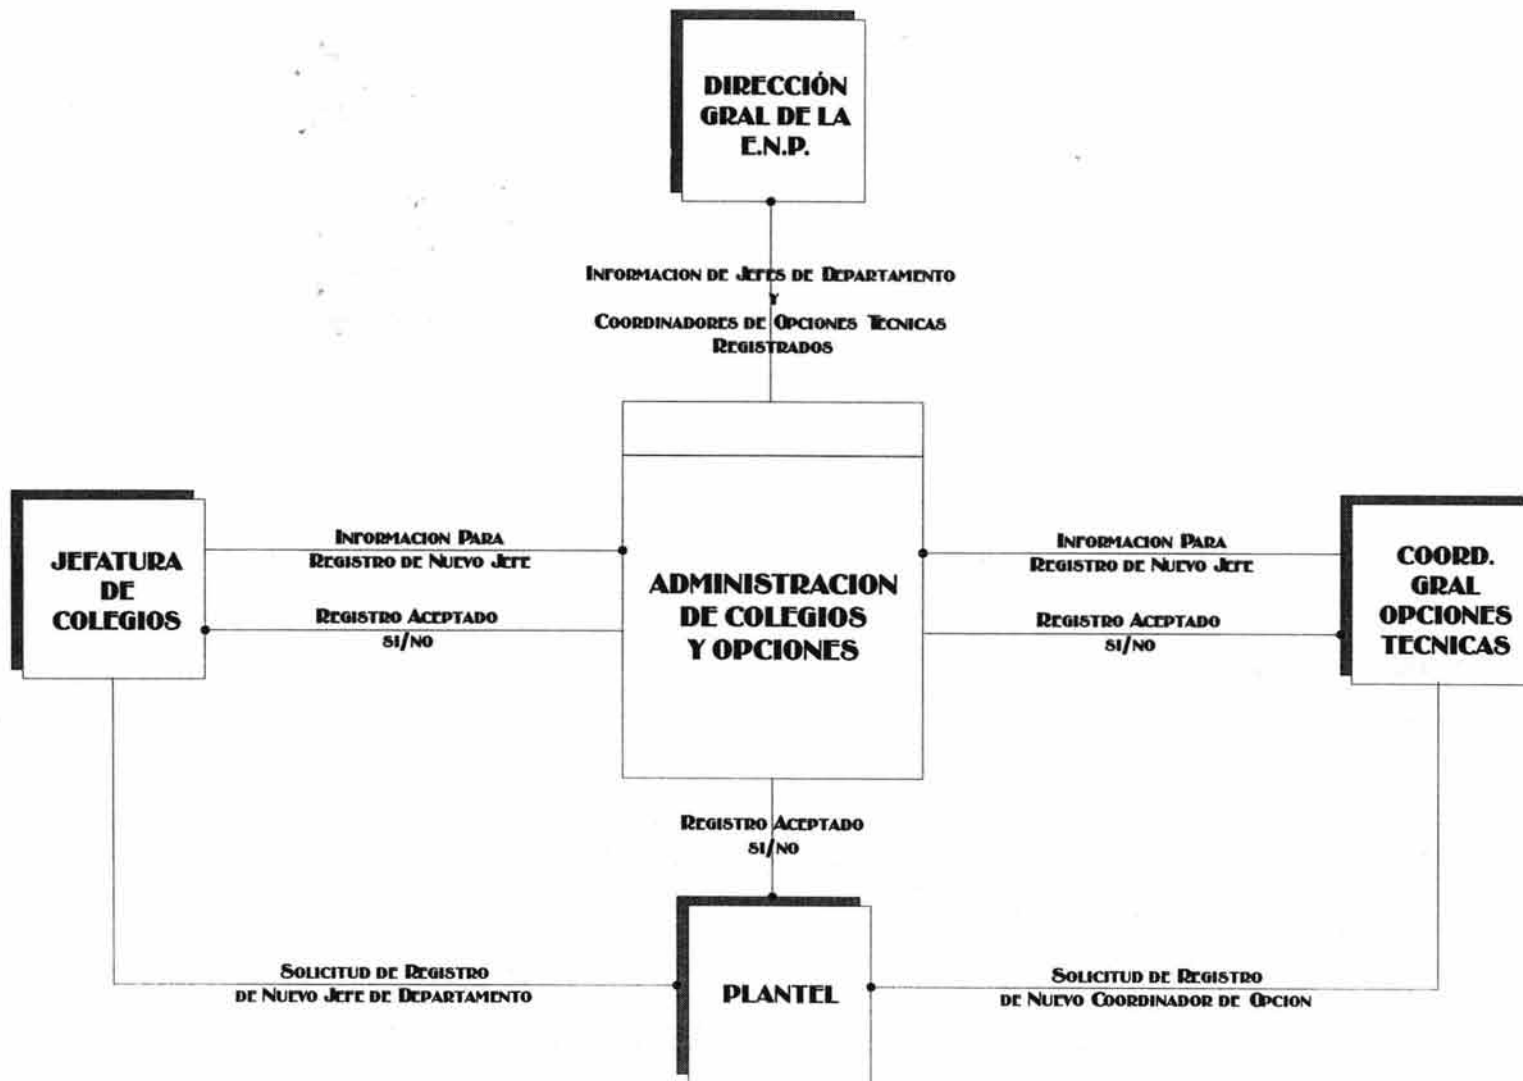 DIRECCIÓN
GRAL DE LA
E.N.P.
INFORMACION DE JEFES DE DEPARTAMENTO
Y
COORDINADORES DE OPCIONES TECNICAS
REGISTRADOS
JEFATURA
DE
COLEGIOS
INFORMACION PARA
REGISTRO DE NUEVO JEFE
REGISTRO ACEPTADO
SI/NO
ADMINISTRACION
DE COLEGIOS
Y OPCIONES
INFORMACION PARA
REGISTRO DE NUEVO JEFE
REGISTRO ACEPTADO
SI/NO
COORD.
GRAL
OPCIONES
TECNICAS
REGISTRO ACEPTADO
SI/NO
SOLICITUD DE REGISTRO
DE NUEVO JEFE DE DEPARTAMENTO
PLANTEL
SOLICITUD DE REGISTRO
DE NUEVO COORDINADOR DE OPCION